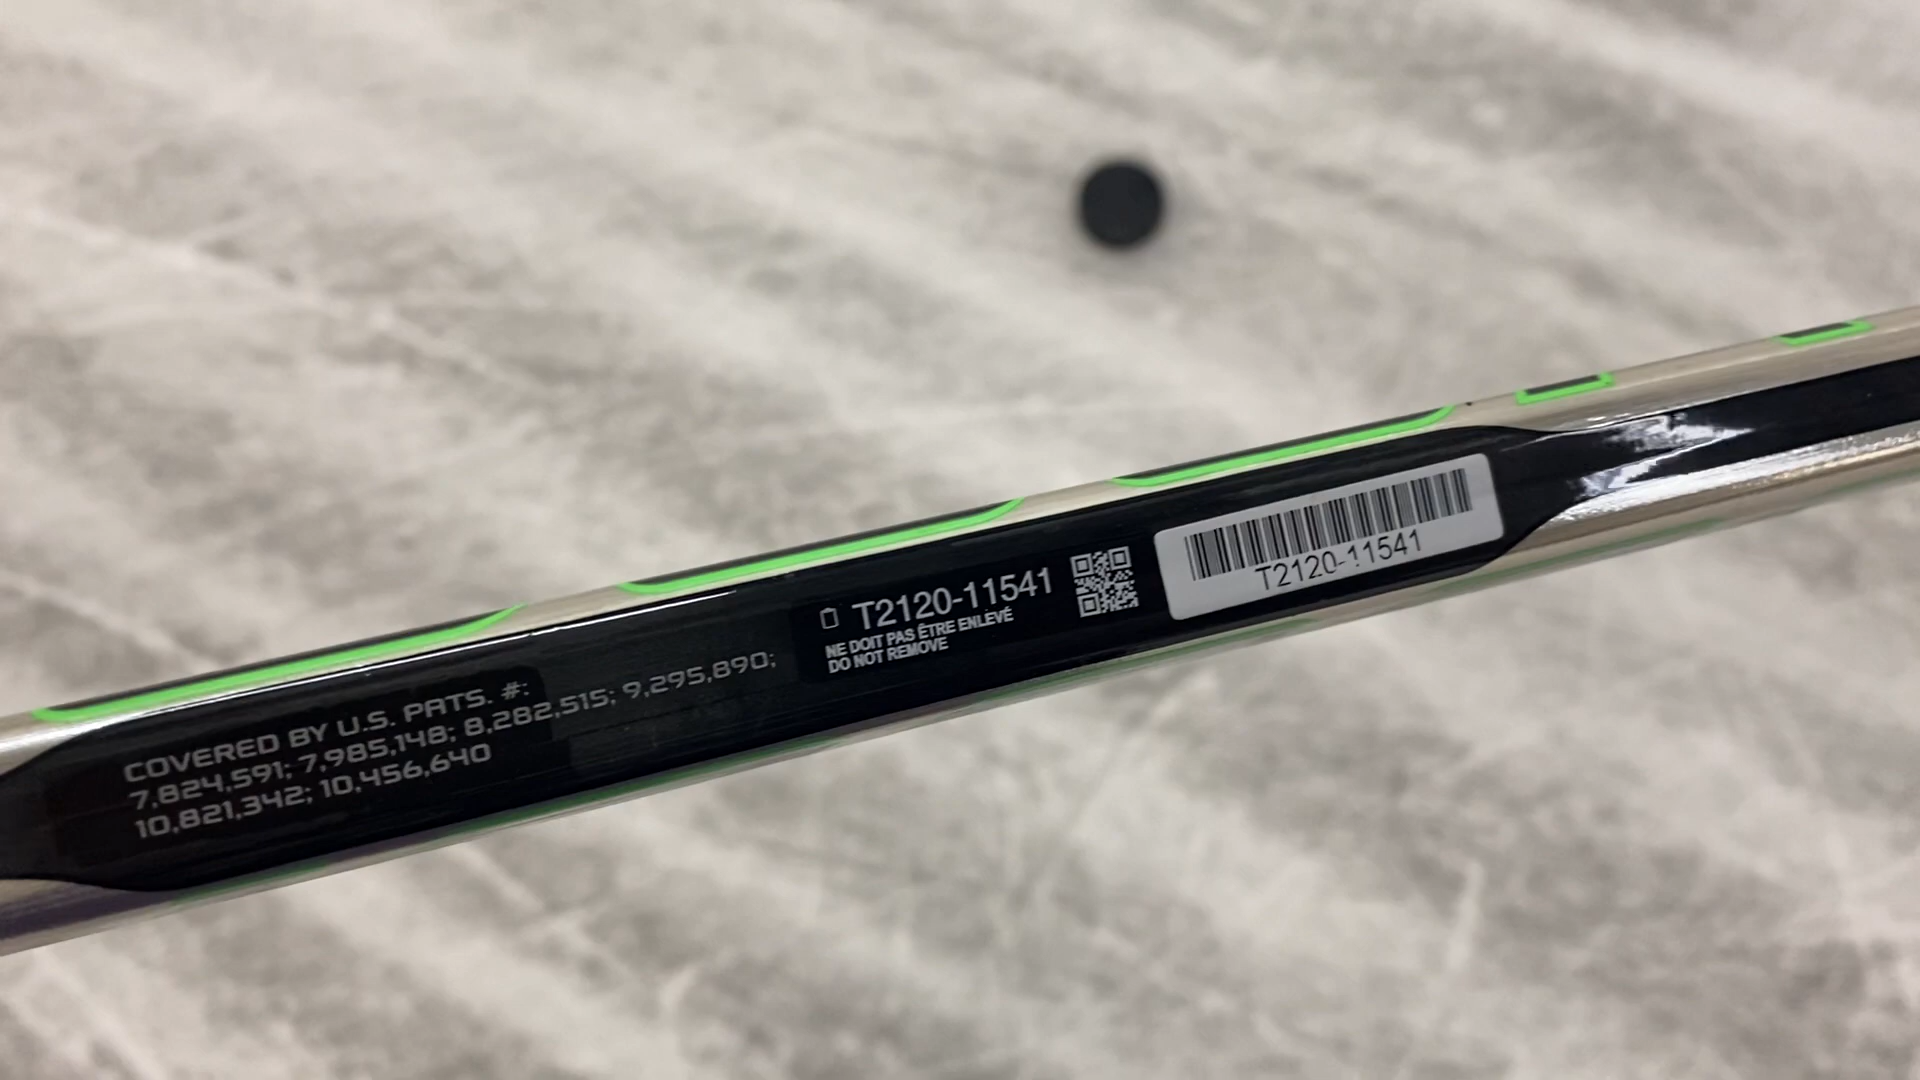 COVERED BY U.S. PATS. #:
7,824,591; 7,985,148; 8,282,515; 9,295,890;
10,821,342; 10,456,640
T2120-11541
NE DOIT PAS ÊTRE ENLEVÉ
DO NOT REMOVE
T2120-11541